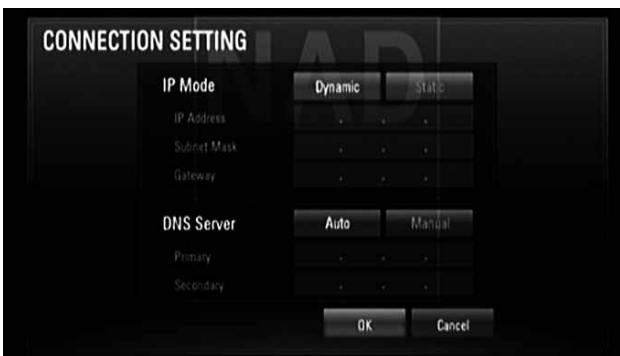 CONNECTION SETTING
NAD
IP Mode Dynamic Static
IP Address . . .
Subnet Mask . . .
Gateway . . .
DNS Server Auto Manual
Primary . . .
Secondary . . .
OK Cancel